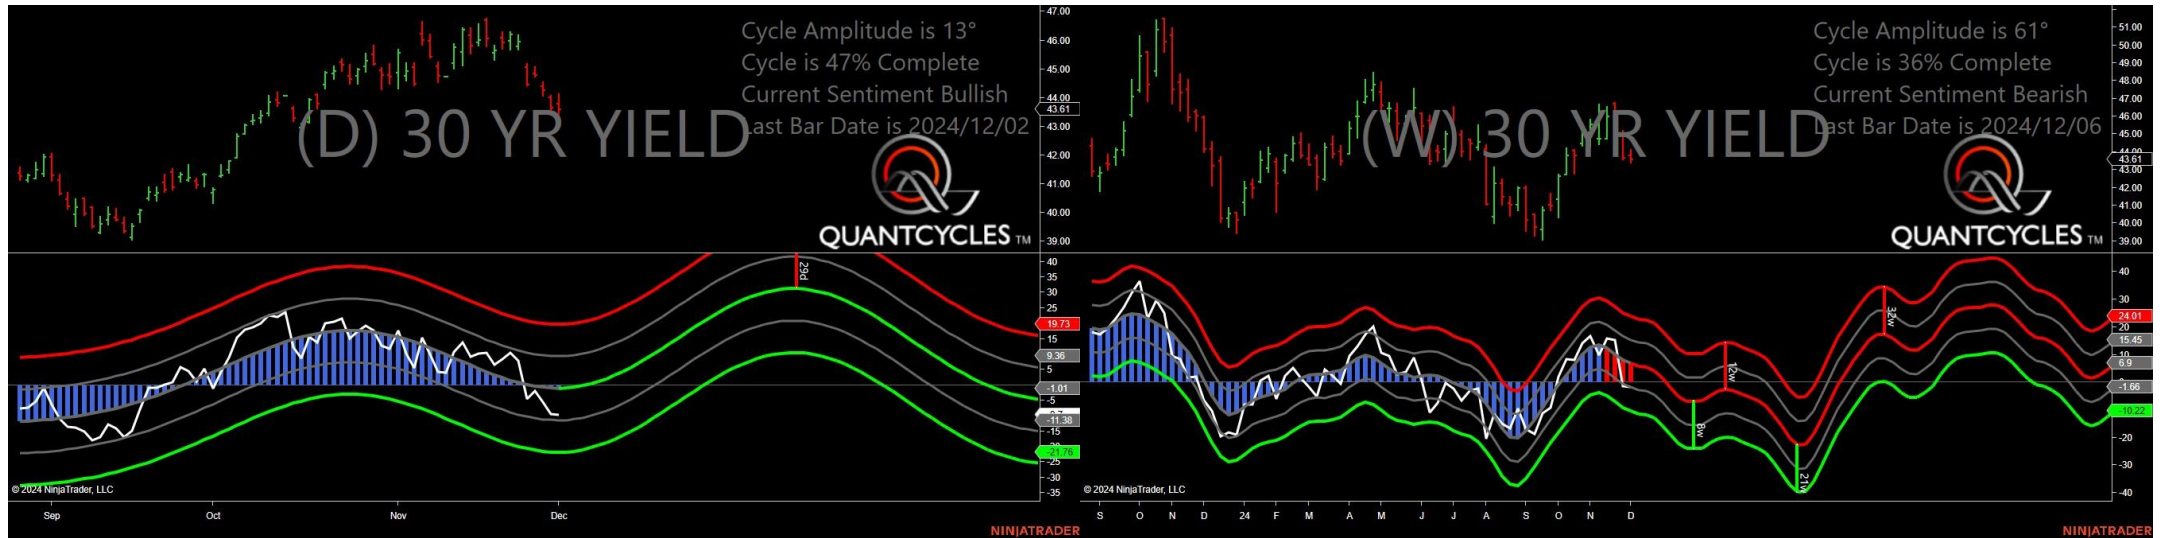 Cycle Amplitude is 13°
Cycle is 47% Complete
Current Sentiment Bullish
Last Bar Date is 2024/12/02
(D) 30 YR YIELD
QUANTCYCLES TM
47.00
46.00
45.00
44.00
43.61
43.00
42.00
41.00
40.00
39.00
29d
40
35
30
25
19.73
15
9.36
5
-1.01
-5
-11.38
-15
-21.76
-25
-30
-35
© 2024 NinjaTrader, LLC
Sep Oct Nov Dec
NINJATRADER
Cycle Amplitude is 61°
Cycle is 36% Complete
Current Sentiment Bearish
Last Bar Date is 2024/12/06
(W) 30 YR YIELD
QUANTCYCLES TM
51.00
50.00
49.00
48.00
47.00
46.00
45.00
44.00
43.61
43.00
42.00
41.00
40.00
39.00
8w
12w
21w
32w
40
30
24.01
20
15.45
10
6.9
-1.66
-10.22
-20
-30
-40
© 2024 NinjaTrader, LLC
S O N D 24 F M A M J J A S O N D
NINJATRADER